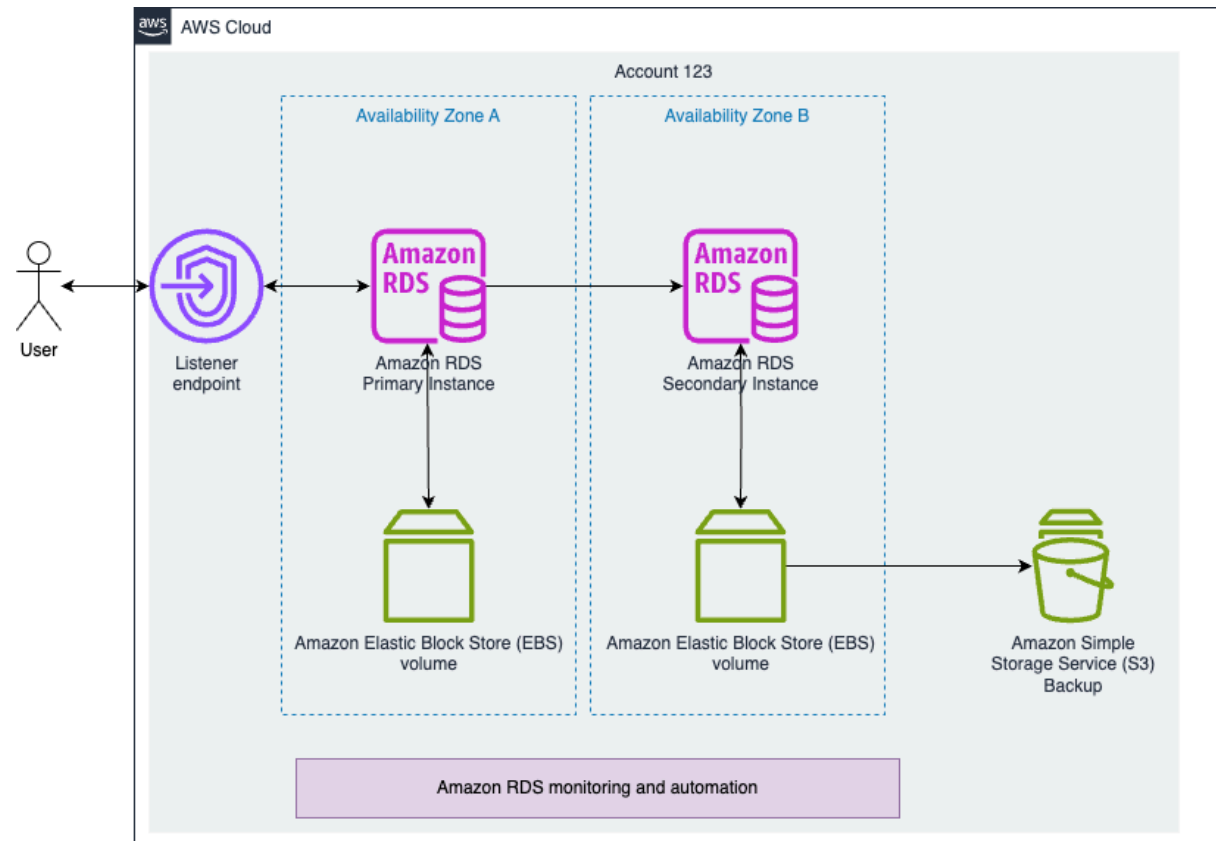 aws
AWS Cloud
Account 123
Availability Zone A
Availability Zone B
Amazon
RDS
Amazon
RDS
User
Listener
endpoint
Amazon RDS
Primary Instance
Amazon RDS
Secondary Instance
Amazon Elastic Block Store (EBS)
volume
Amazon Elastic Block Store (EBS)
volume
Amazon Simple
Storage Service (S3)
Backup
Amazon RDS monitoring and automation